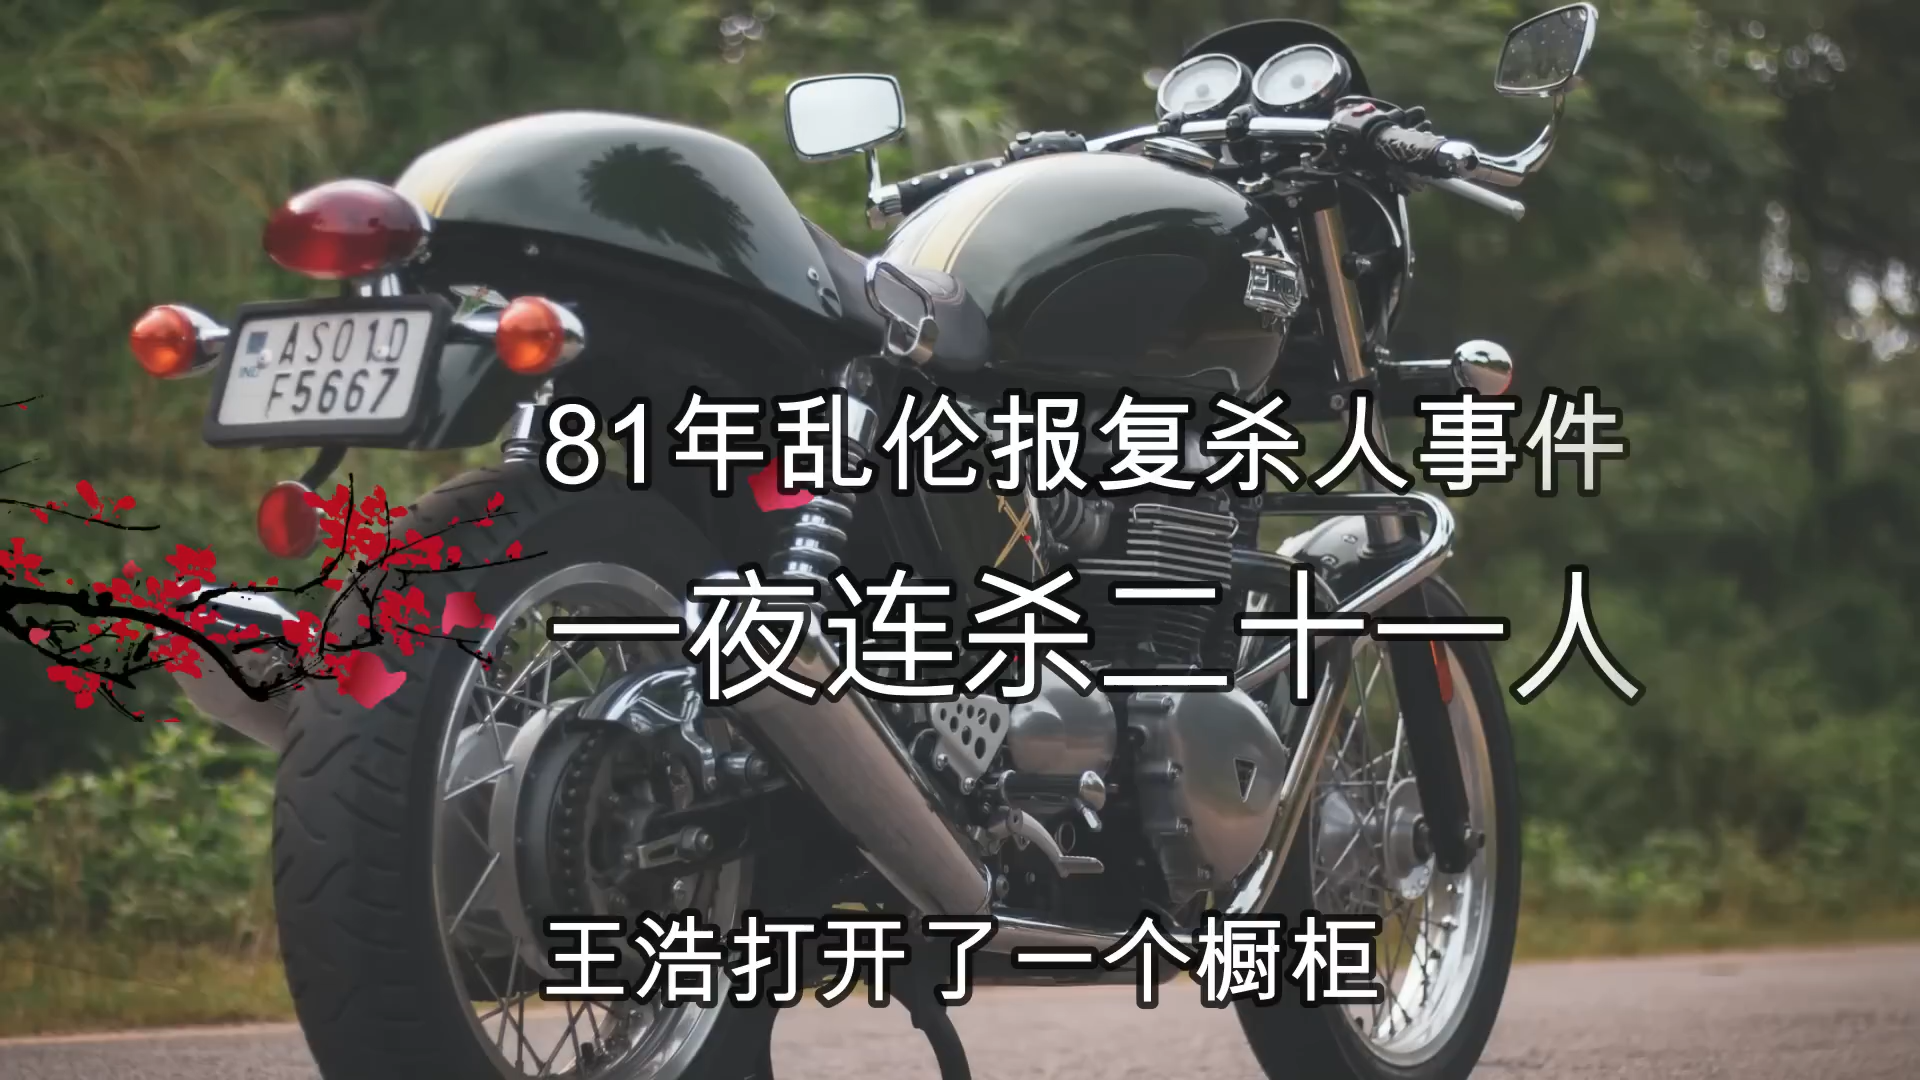 AS01D
F5667
IND
81年乱伦报复杀人事件
一夜连杀二十一人
王浩打开了一个橱柜